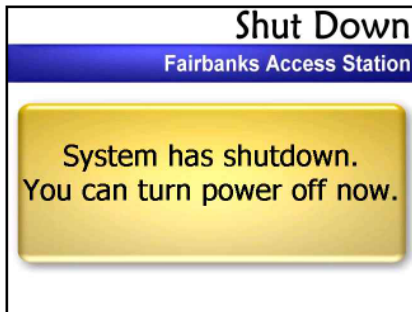 Shut Down
Fairbanks Access Station
System has shutdown.
You can turn power off now.